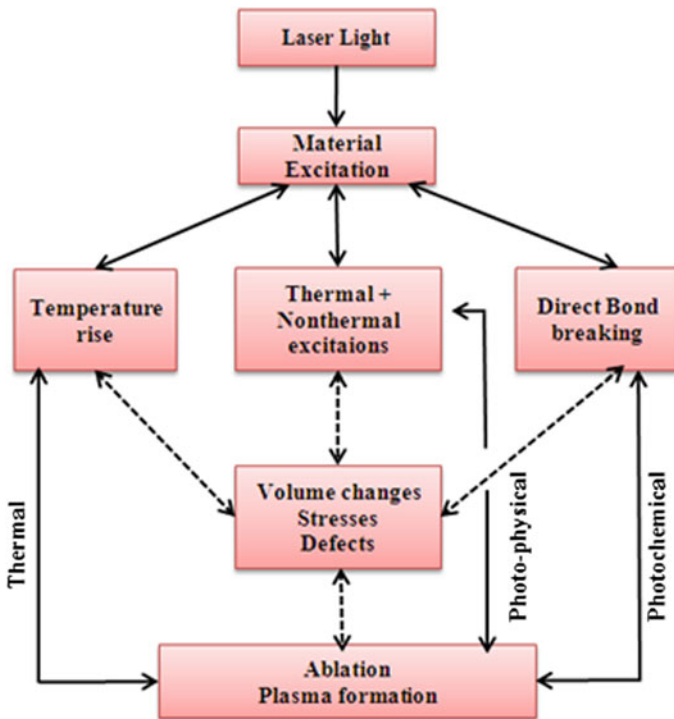 Laser Light
Material
Excitation
Temperature
rise
Thermal +
Nonthermal
excitaions
Direct Bond
breaking
Volume changes
Stresses
Defects
Thermal
Photo-physical
Photochemical
Ablation
Plasma formation